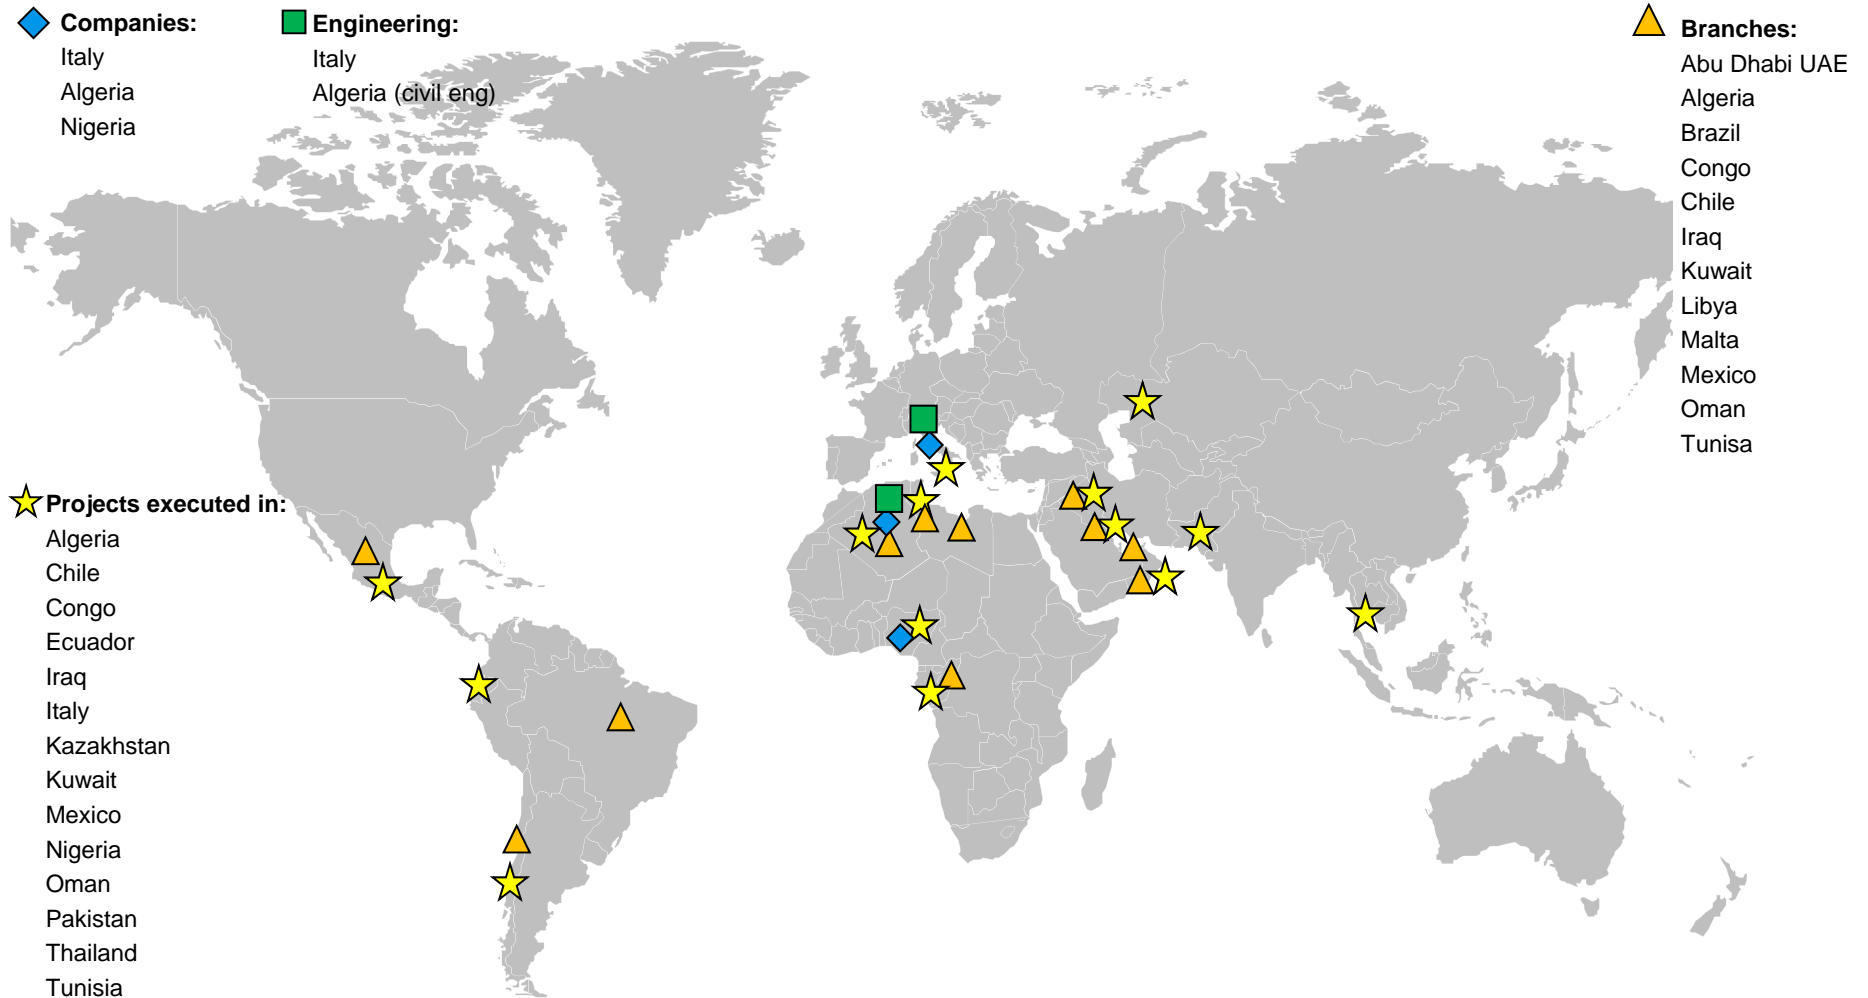 Companies:
Italy
Algeria
Nigeria
Engineering:
Italy
Algeria (civil eng)
Branches:
Abu Dhabi UAE
Algeria
Brazil
Congo
Chile
Iraq
Kuwait
Libya
Malta
Mexico
Oman
Tunisa
Projects executed in:
Algeria
Chile
Congo
Ecuador
Iraq
Italy
Kazakhstan
Kuwait
Mexico
Nigeria
Oman
Pakistan
Thailand
Tunisia